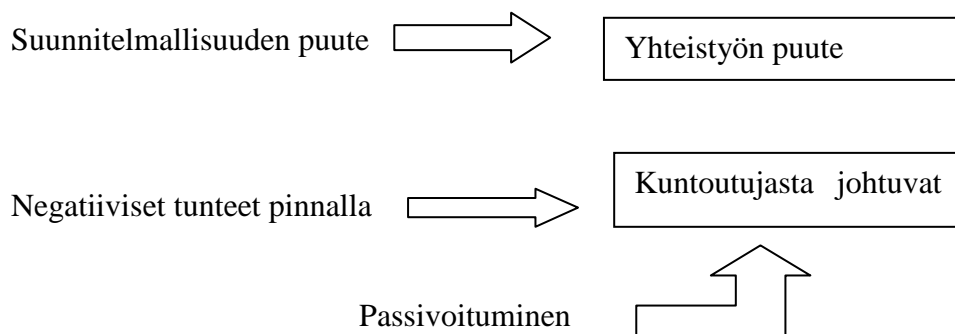 Suunnitelmallisuuden puute
Yhteistyön puute
Negatiiviset tunteet pinnalla
Kuntoutujasta johtuvat
Passivoituminen